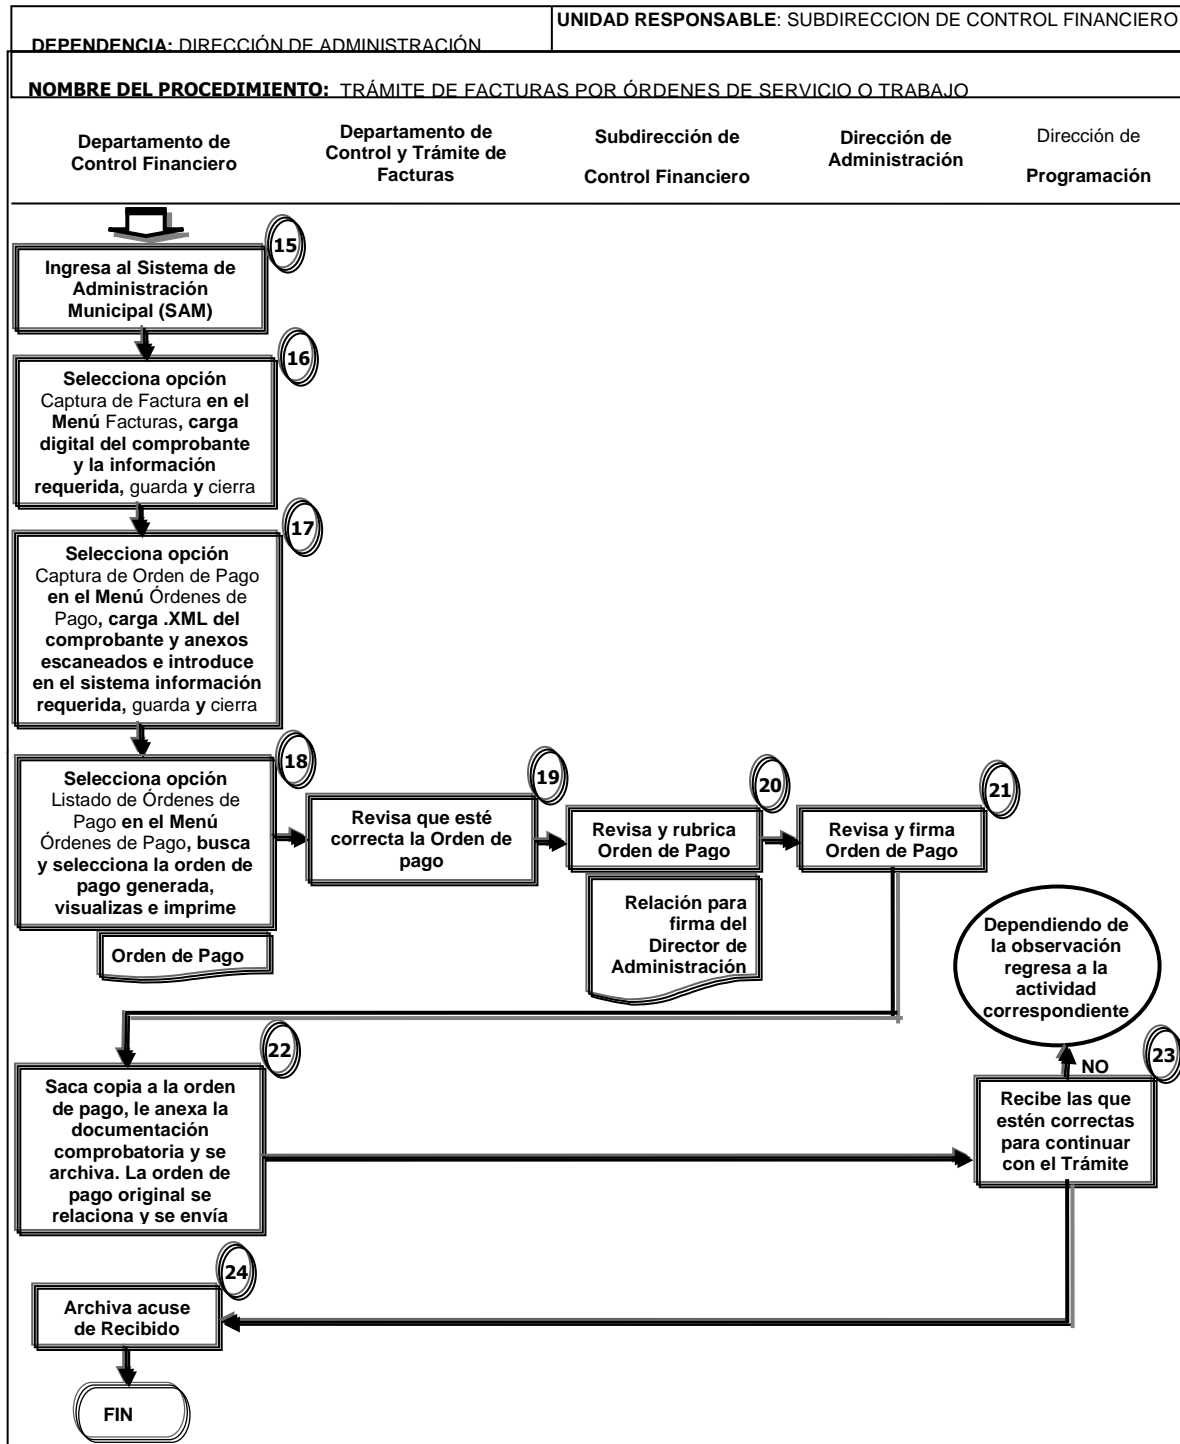 UNIDAD RESPONSABLE: SUBDIRECCION DE CONTROL FINANCIERO
DEPENDENCIA: DIRECCIÓN DE ADMINISTRACIÓN
NOMBRE DEL PROCEDIMIENTO: TRÁMITE DE FACTURAS POR ÓRDENES DE SERVICIO O TRABAJO
Departamento de
Control Financiero
Departamento de
Control y Trámite de
Facturas
Subdirección de
Control Financiero
Dirección de
Administración
Dirección de
Programación
15
Ingresa al Sistema de
Administración
Municipal (SAM)
16
Selecciona opción
Captura de Factura en el
Menú Facturas, carga
digital del comprobante
y la información
requerida, guarda y cierra
17
Selecciona opción
Captura de Orden de Pago
en el Menú Órdenes de
Pago, carga .XML del
comprobante y anexos
escaneados e introduce
en el sistema información
requerida, guarda y cierra
18
Selecciona opción
Listado de Órdenes de
Pago en el Menú
Órdenes de Pago, busca
y selecciona la orden de
pago generada,
visualizas e imprime
Orden de Pago
19
Revisa que esté
correcta la Orden de
pago
20
Revisa y rubrica
Orden de Pago
Relación para
firma del
Director de
Administración
21
Revisa y firma
Orden de Pago
Dependiendo de
la observación
regresa a la
actividad
correspondiente
22
Saca copia a la orden
de pago, le anexa la
documentación
comprobatoria y se
archiva. La orden de
pago original se
relaciona y se envía
NO
23
Recibe las que
estén correctas
para continuar
con el Trámite
24
Archiva acuse
de Recibido
FIN